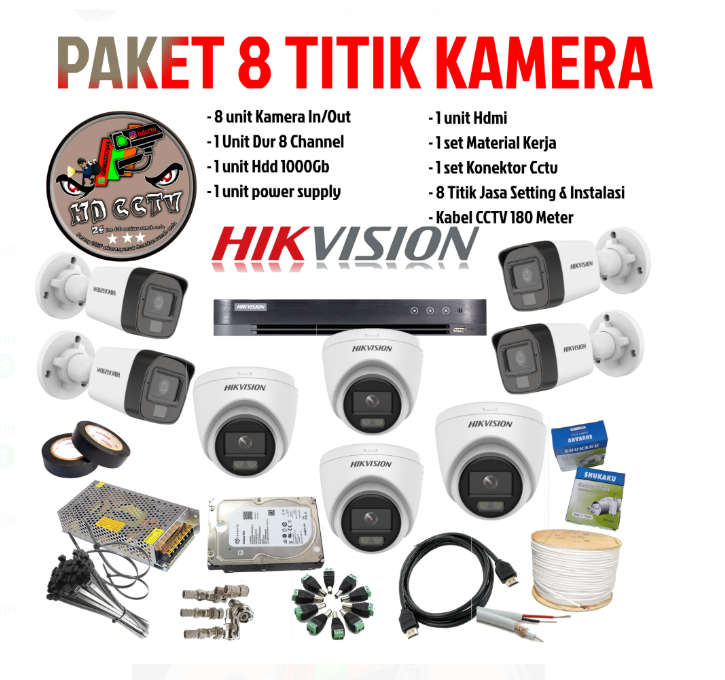 PAKET 8 TITIK KAMERA
- 8 unit Kamera In/Out
- 1 Unit Dvr 8 Channel
- 1 unit Hdd 1000Gb
- 1 unit power supply
- 1 unit Hdmi
- 1 set Material Kerja
- 1 set Konektor Cctv
- 8 Titik Jasa Setting & Instalasi
- Kabel CCTV 180 Meter
HD CCTV
24
HIKVISION
HIKVISION
HIKVISION
HIKVISION
HIKVISION
HIKVISION
HIKVISION
HIKVISION
HIKVISION
HIKVISION
SHUKAKU
SHUKAKU